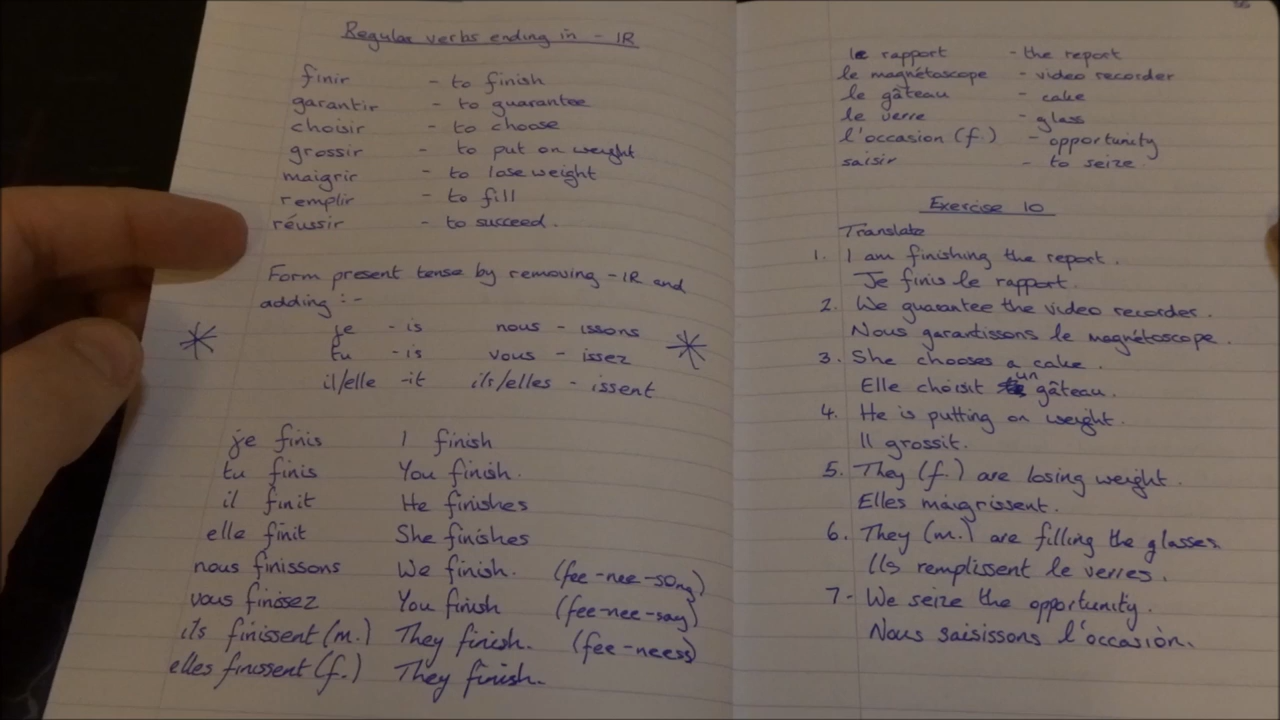 Regular verbs ending in - IR
finir - to finish
garantir - to guarantee
choisir - to choose
grossir - to put on weight
maigrir - to lose weight
remplir - to fill
réussir - to succeed.
Form present tense by removing -IR and
adding :-
je - is nous - issons
tu - is vous - issez
il/elle -it ils/elles - issent
je finis I finish
tu finis You finish.
il finit He finishes
elle finit She finishes
nous finissons We finish. (fee-nee-song)
vous finisez You finish (fee-nee-say)
ils finissent (m.) They finish. (fee-neess)
elles finissent (f.) They finish.
le rapport - the report
le magnétoscope - video recorder
le gâteau - cake
le verre - glass
l'occasion (f.) - opportunity
saisir - to seize
Exercise 10
Translate
1. I am finishing the report.
Je finis le rapport.
2. We guarantee the video recorder.
Nous garantissons le magnétoscope.
3. She chooses a cake.
Elle choisit un gâteau.
4. He is putting on weight.
Il grossit.
5. They (f.) are losing weight.
Elles maigrissent.
6. They (m.) are filling the glasses.
Ils remplissent le verres.
7- We seize the opportunity.
Nous saisissons l'occasion.